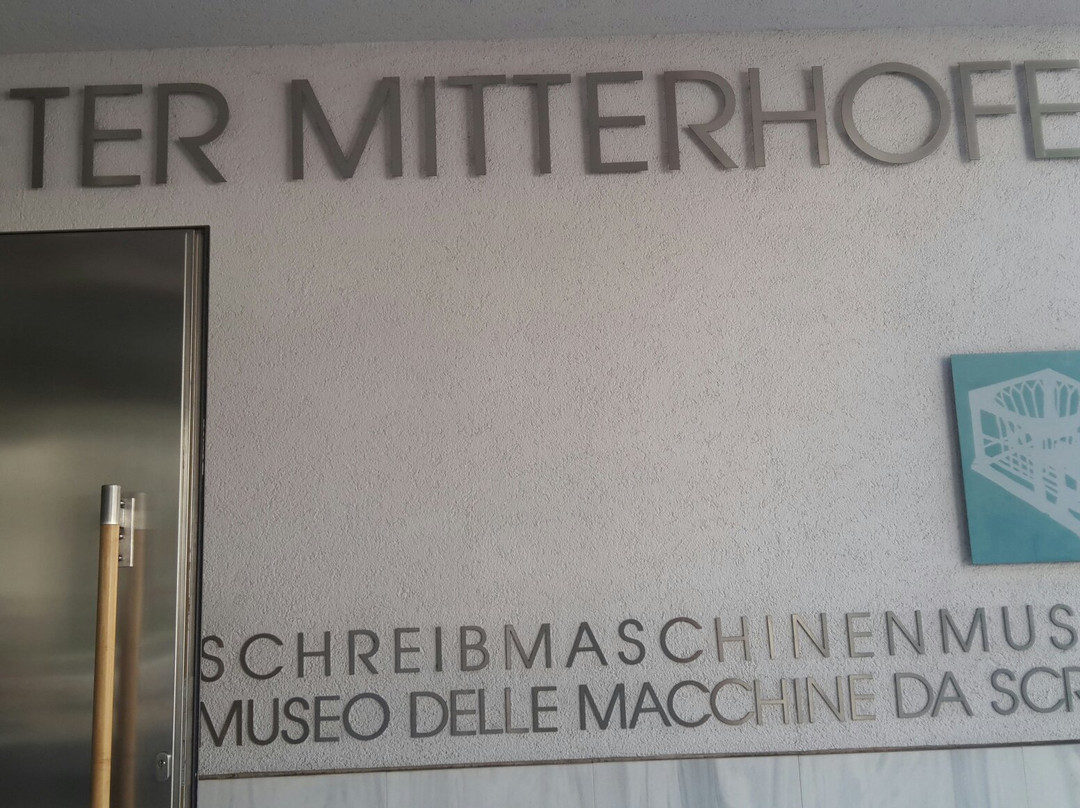 TER MITTERHOFE
SCHREIBMASCHINENMUS
MUSEO DELLE MACCHINE DA SCR